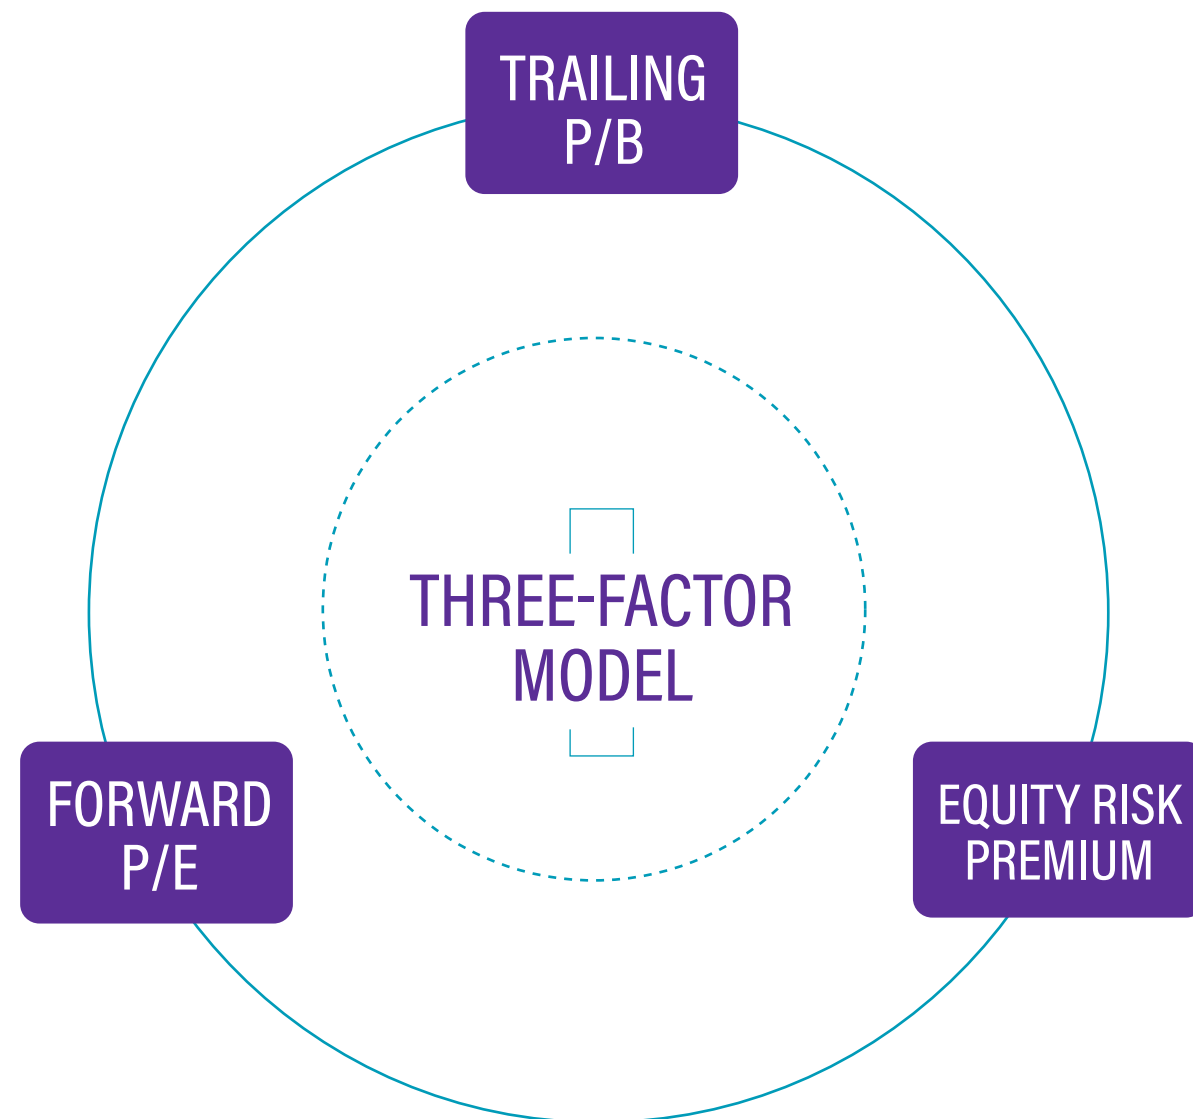 TRAILING
P/B
THREE-FACTOR
MODEL
FORWARD
P/E
EQUITY RISK
PREMIUM